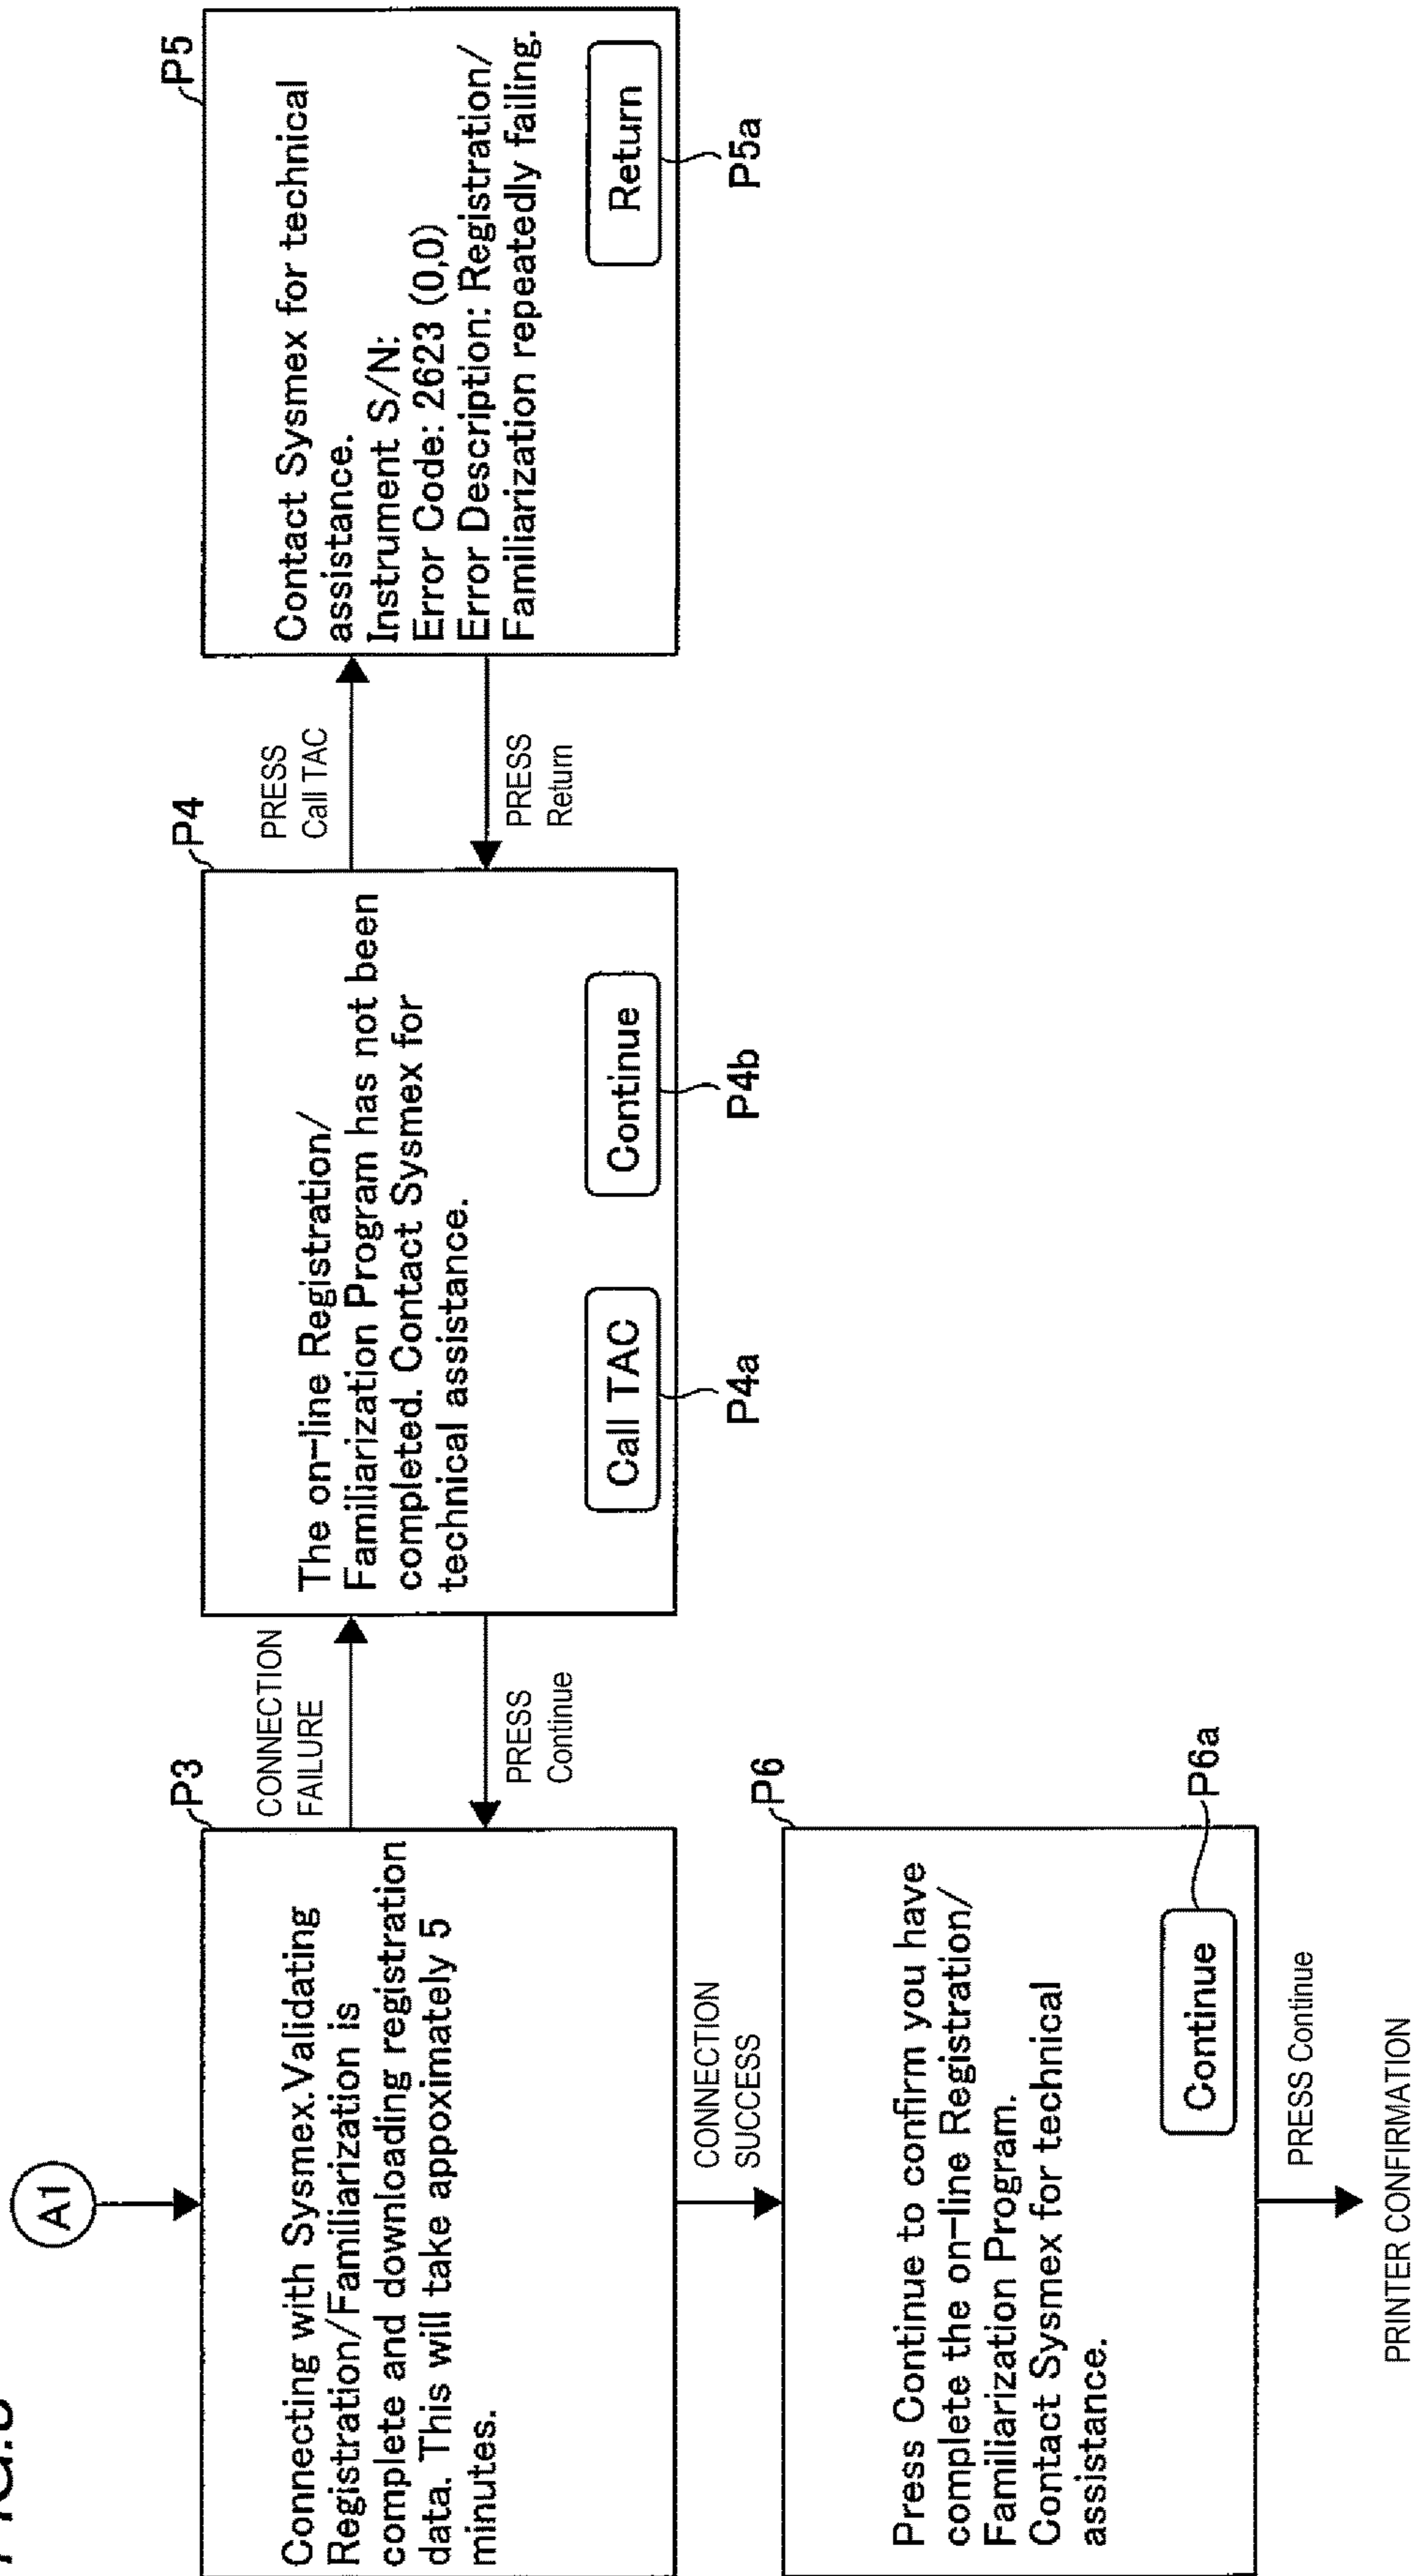 A1
P3
Connecting with Sysmex.Validating
Registration/Familiarization is
complete and downloading registration
data. This will take appoximately 5
minutes.
CONNECTION
FAILURE
PRESS
Continue
P4
The on-line Registration/
Familiarization Program has not been
completed. Contact Sysmex for
technical assistance.
Call TAC
Continue
P4a
P4b
PRESS
Call TAC
PRESS
Return
P5
Contact Sysmex for technical
assistance.
Instrument S/N:
Error Code: 2623 (0,0)
Error Description: Registration/
Familiarization repeatedly failing.
Return
P5a
CONNECTION
SUCCESS
P6
Press Continue to confirm you have
complete the on-line Registration/
Familiarization Program.
Contact Sysmex for technical
assistance.
Continue
P6a
PRESS Continue
PRINTER CONFIRMATION